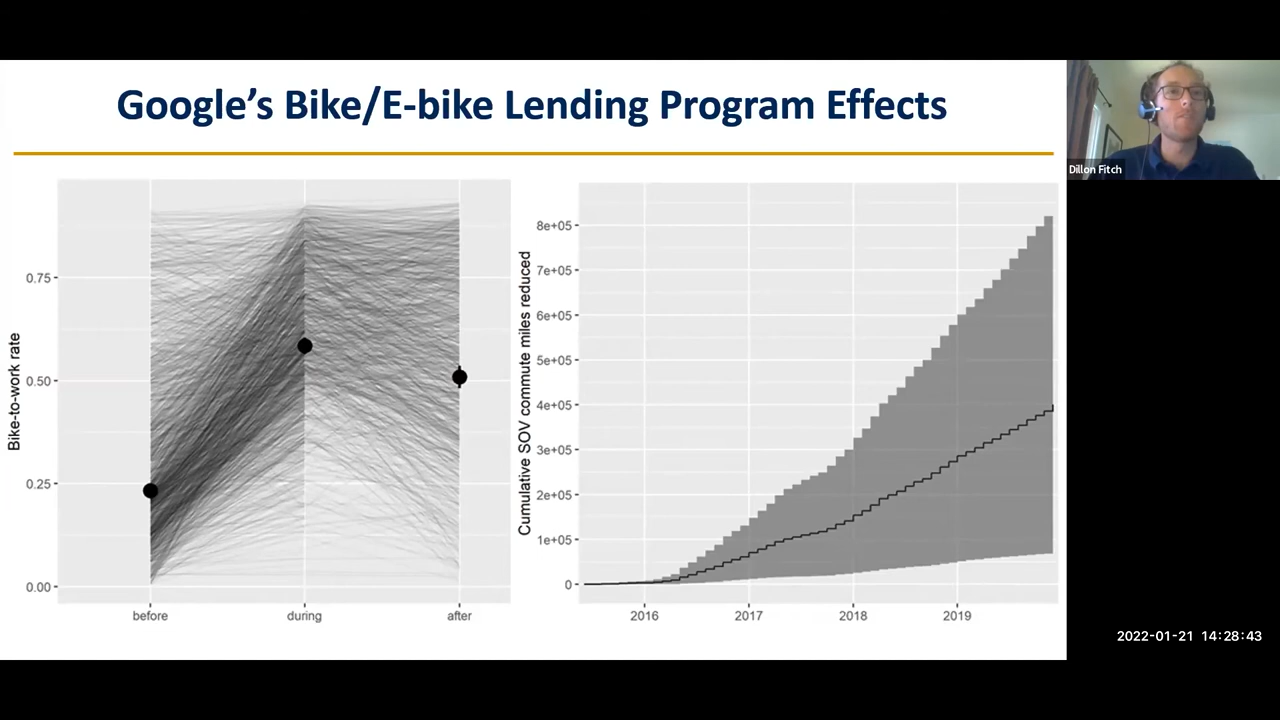 Google's Bike/E-bike Lending Program Effects
Dillon Fitch
Bike-to-work rate
0.75
0.50
0.25
0.00
before
during
after
Cumulative SOV commute miles reduced
8e+05
7e+05
6e+05
5e+05
4e+05
3e+05
2e+05
1e+05
0
2016
2017
2018
2019
2022-01-21 14:28:43